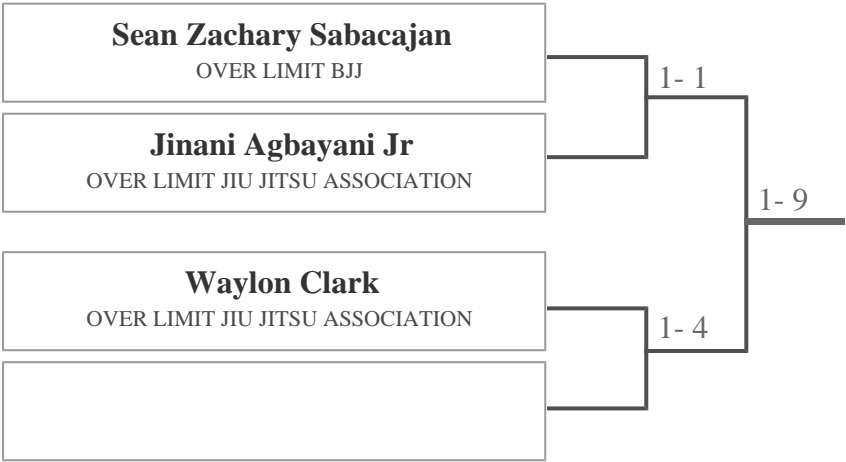 Sean Zachary Sabacajan
OVER LIMIT BJJ
1- 1
Jinani Agbayani Jr
OVER LIMIT JIU JITSU ASSOCIATION
1- 9
Waylon Clark
OVER LIMIT JIU JITSU ASSOCIATION
1- 4